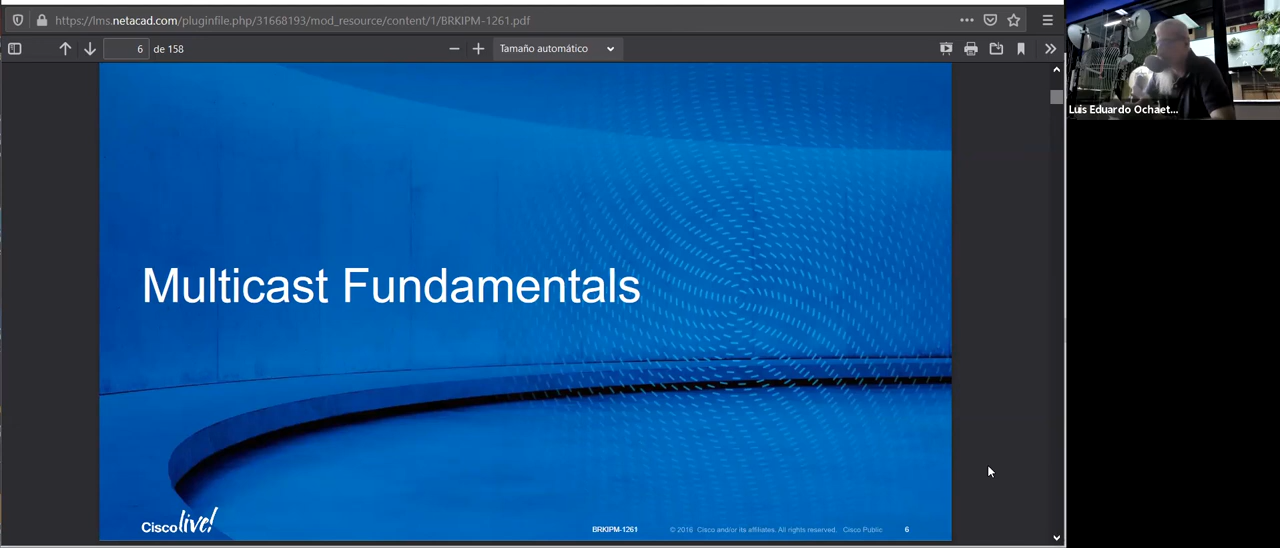 https://lms.netacad.com/pluginfile.php/31668193/mod_resource/content/1/BRKIPM-1261.pdf
6 de 158
Tamaño automático
Luis Eduardo Ochaet...
Multicast Fundamentals
Cisco live!
BRKIPM-1261 © 2016 Cisco and/or its affiliates. All rights reserved. Cisco Public 6